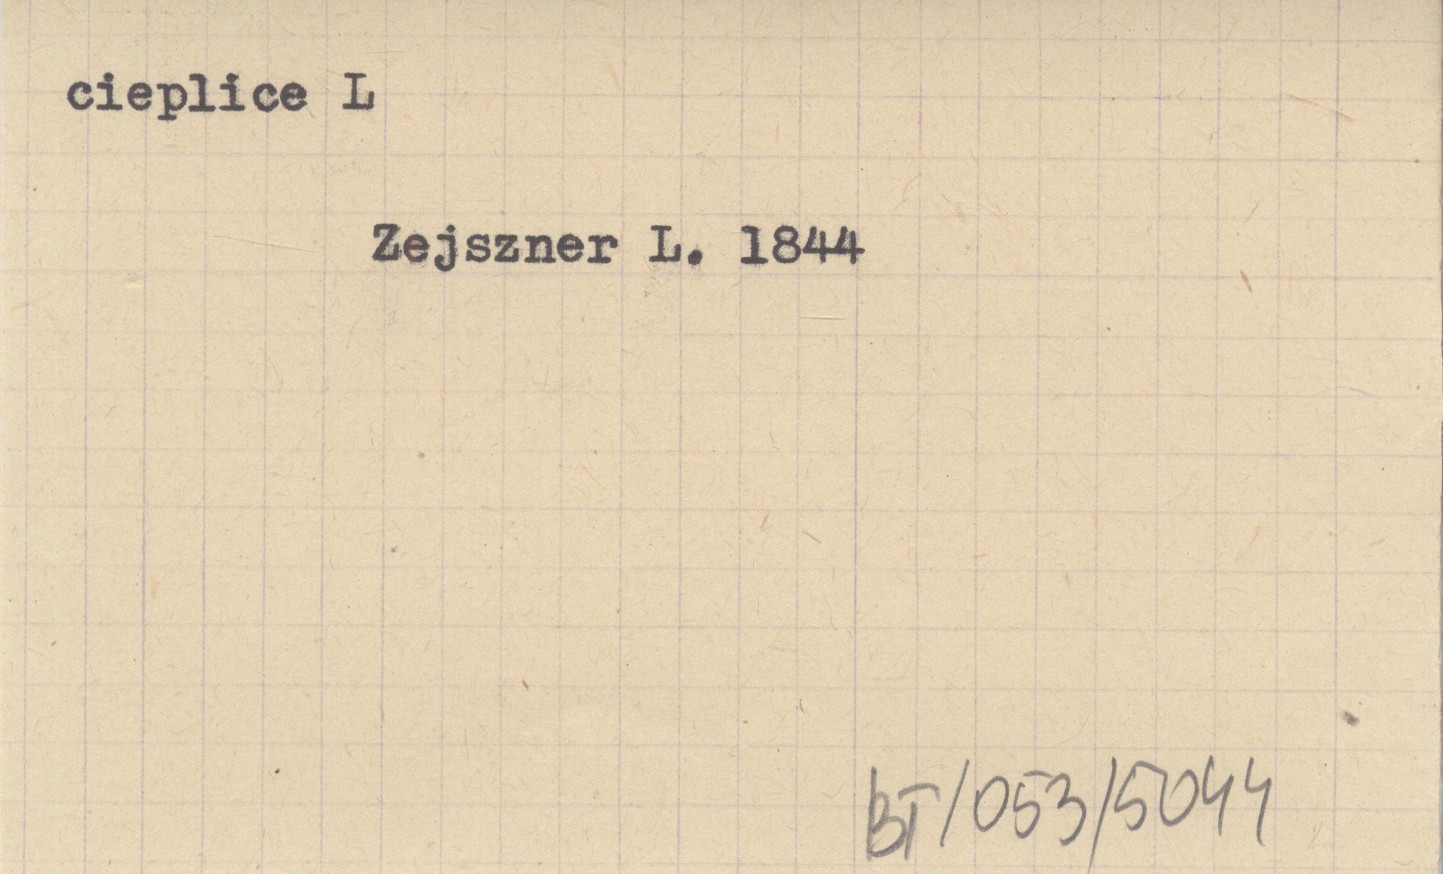 cieplice L
Zejszner L. 1844
BT/053/5044